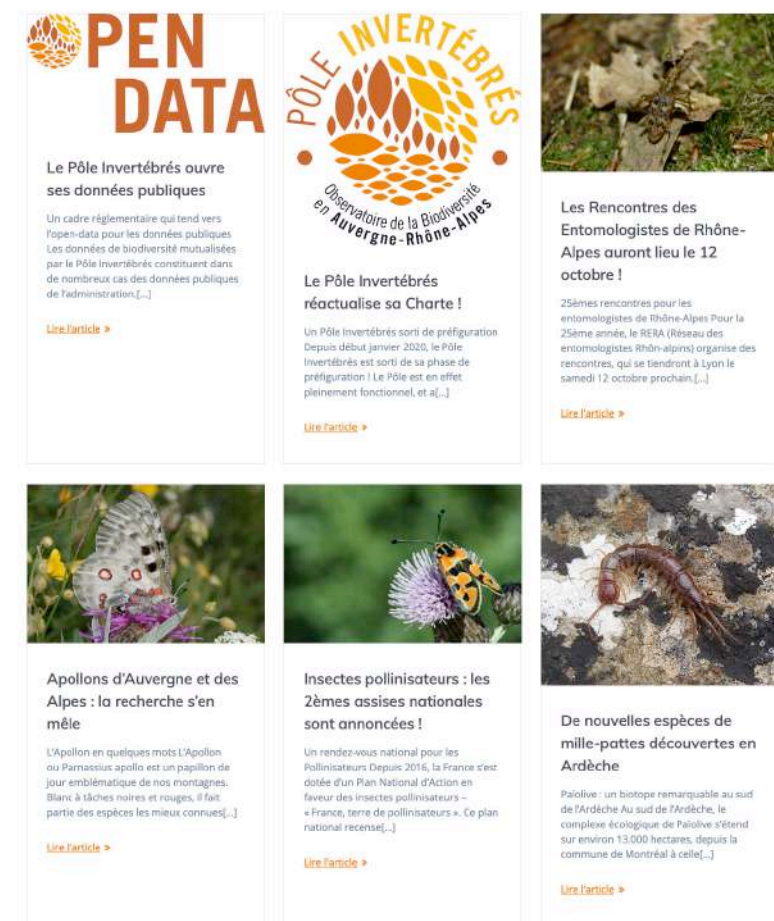 OPEN
DATA
Le Pôle Invertébrés ouvre
ses données publiques
Un cadre réglementaire qui tend vers
l'open-data pour les données publiques
Les données de biodiversité mutualisées
par le Pôle Invertébrés constituent dans
de nombreux cas des données publiques
de l'administration.[...]
Lire l'article »
PÔLE INVERTÉBRÉS
Observatoire de la Biodiversité
en Auvergne-Rhône-Alpes
Le Pôle Invertébrés
réactualise sa Charte !
Un Pôle Invertébrés sorti de préfiguration
Depuis début janvier 2020, le Pôle
Invertébrés est sorti de sa phase de
préfiguration ! Le Pôle est en effet
pleinement fonctionnel, et a[...]
Lire l'article »
Les Rencontres des
Entomologistes de Rhône-
Alpes auront lieu le 12
octobre !
25èmes rencontres pour les
entomologistes de Rhône-Alpes Pour la
25ème année, le RERA (Réseau des
entomologistes Rhôn-alpins) organise des
rencontres, qui se tiendront à Lyon le
samedi 12 octobre prochain.[...]
Lire l'article »
Apollons d'Auvergne et des
Alpes : la recherche s'en
mêle
L'Apollon en quelques mots L'Apollon
ou Parnassius apollo est un papillon de
jour emblématique de nos montagnes.
Blanc à tâches noires et rouges, il fait
partie des espèces les mieux connues[...]
Lire l'article »
Insectes pollinisateurs : les
2èmes assises nationales
sont annoncées !
Un rendez-vous national pour les
Pollinisateurs Depuis 2016, la France s'est
dotée d'un Plan National d'Action en
faveur des insectes pollinisateurs –
« France, terre de pollinisateurs ». Ce plan
national recense[...]
Lire l'article »
De nouvelles espèces de
mille-pattes découvertes en
Ardèche
Païolive : un biotope remarquable au sud
de l'Ardèche Au sud de l'Ardèche, le
complexe écologique de Païolive s'étend
sur environ 13.000 hectares, depuis la
commune de Montréal à celle[...]
Lire l'article »